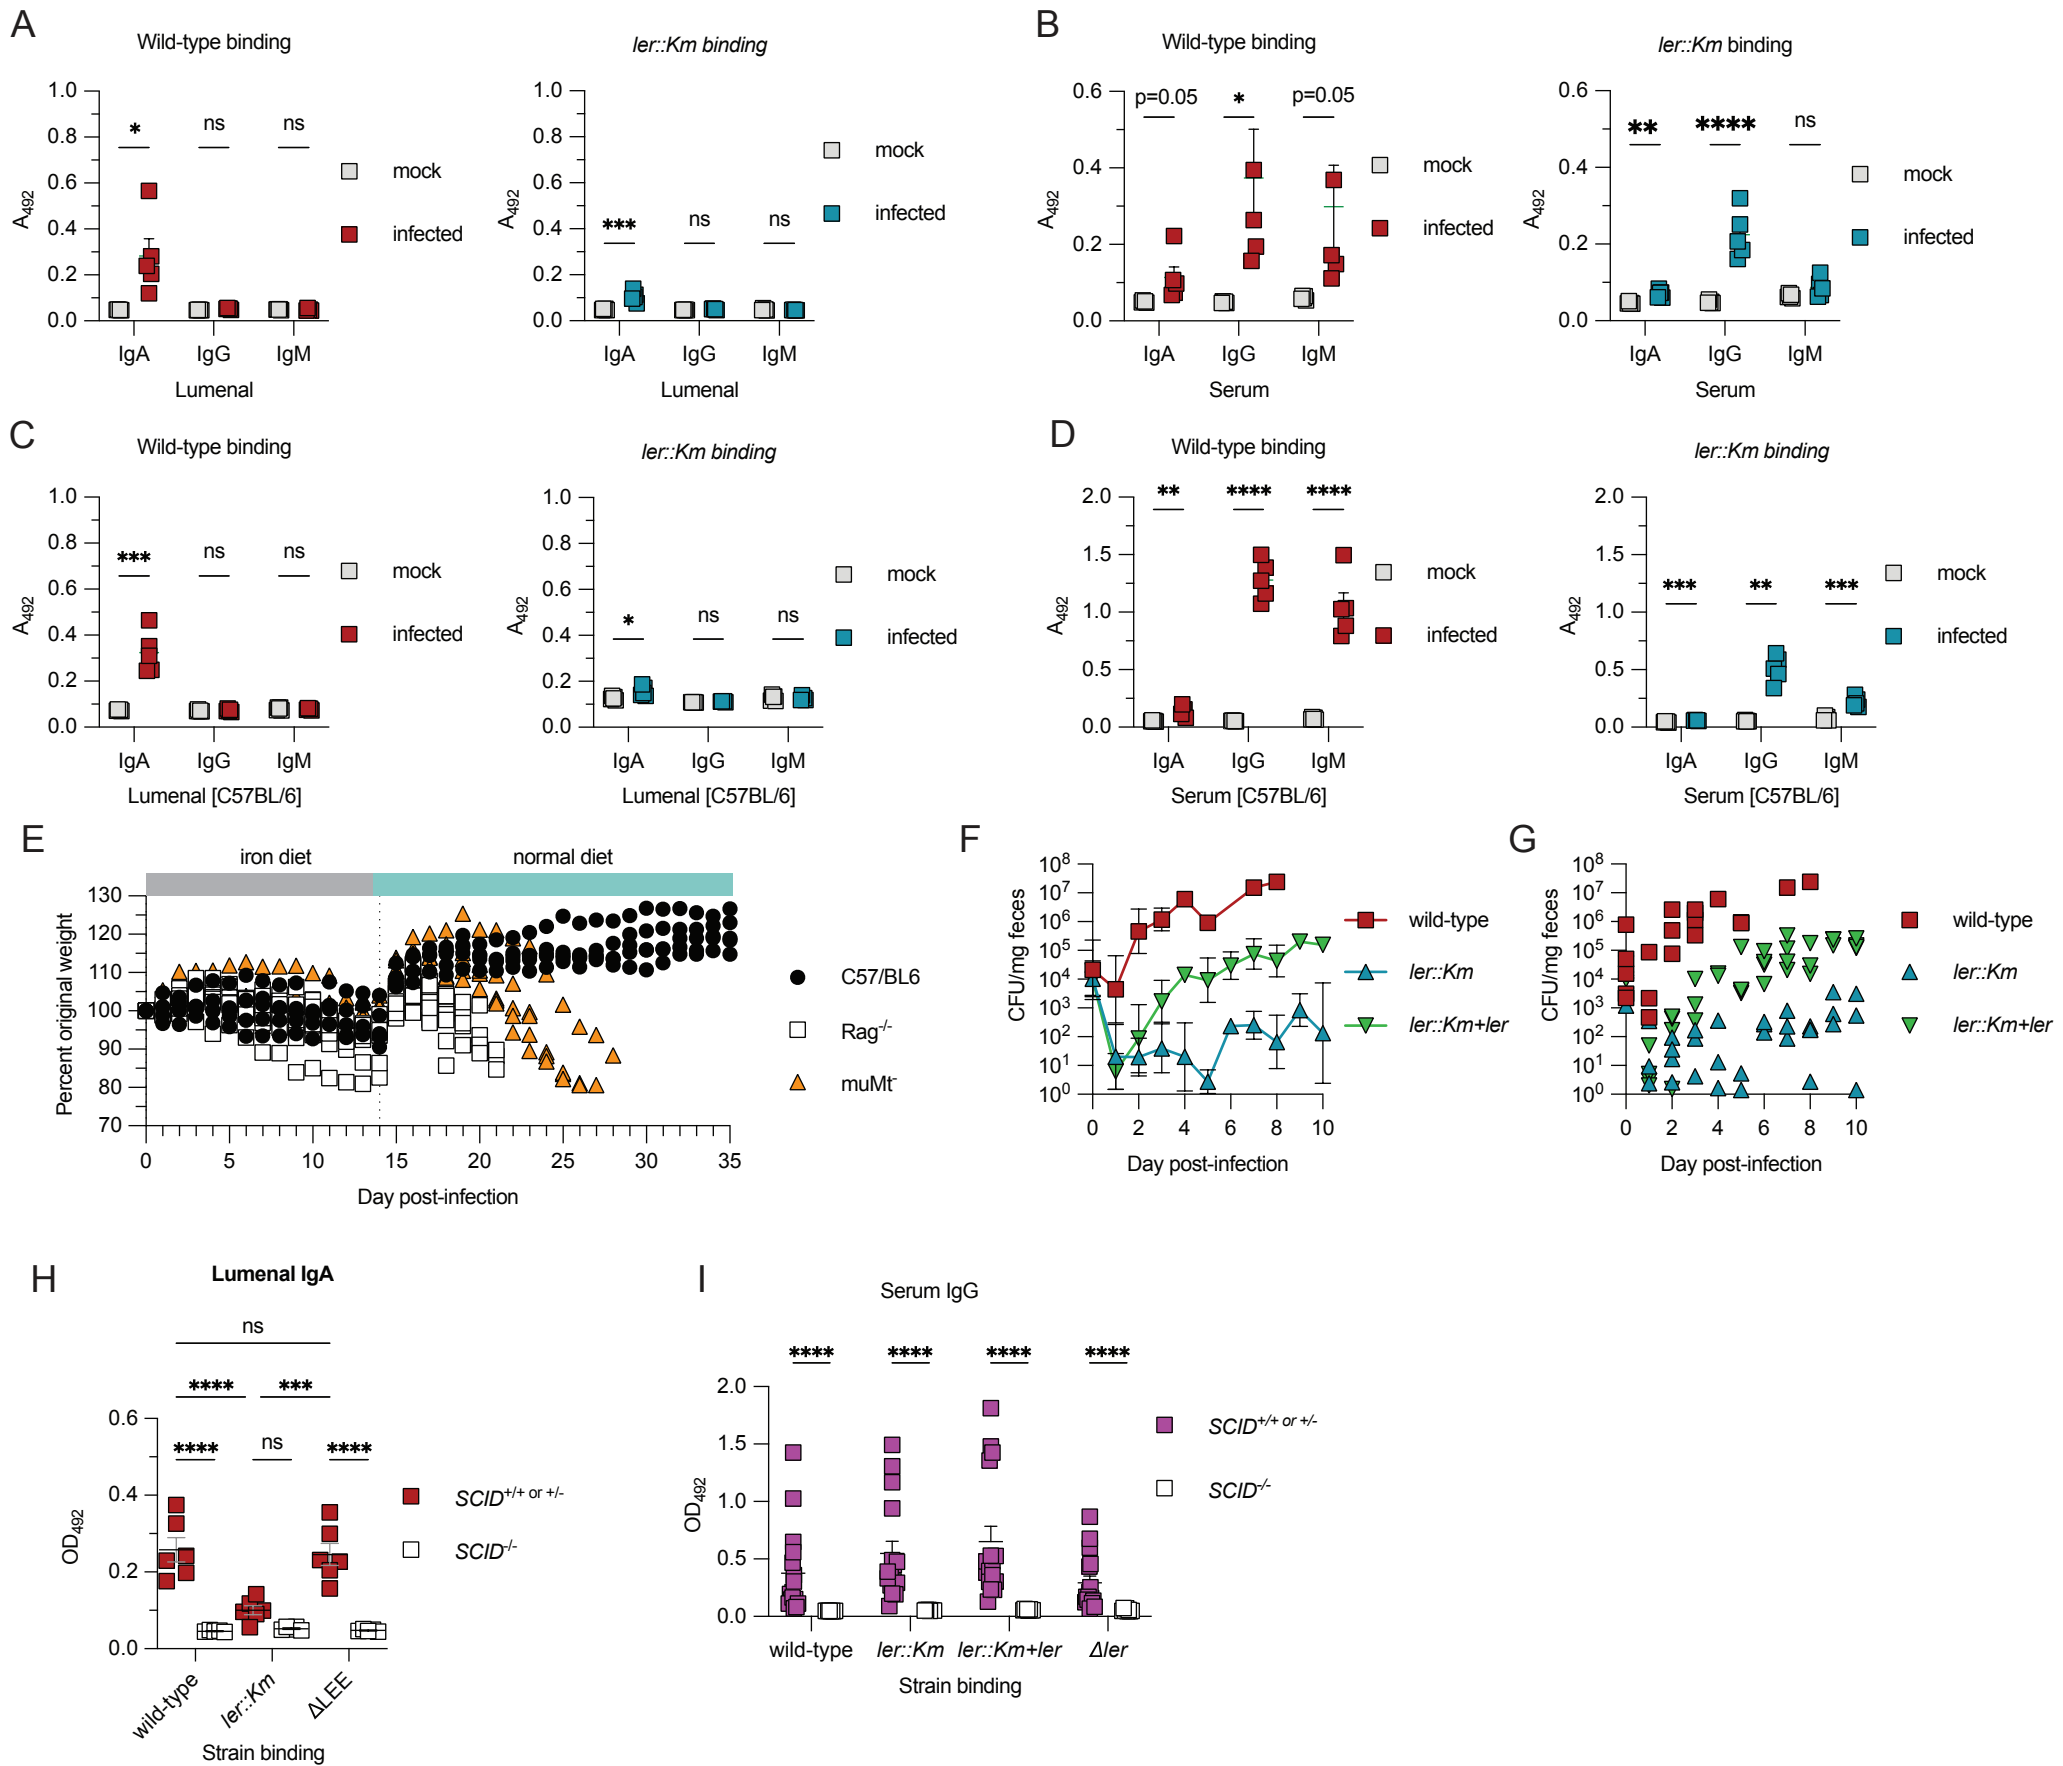 A
Wild-type binding
ler::Km binding
1.0
0.8
0.6
0.4
0.2
0.0
A492
*
ns
ns
mock
infected
IgA
IgG
IgM
Lumenal
1.0
0.8
0.6
0.4
0.2
0.0
A492
***
ns
ns
mock
infected
IgA
IgG
IgM
Lumenal
B
Wild-type binding
ler::Km binding
0.6
0.4
0.2
0.0
A492
p=0.05
*
p=0.05
mock
infected
IgA
IgG
IgM
Serum
0.6
0.4
0.2
0.0
A492
**
****
ns
mock
infected
IgA
IgG
IgM
Serum
C
Wild-type binding
ler::Km binding
1.0
0.8
0.6
0.4
0.2
0.0
A492
***
ns
ns
mock
infected
IgA
IgG
IgM
Lumenal [C57BL/6]
1.0
0.8
0.6
0.4
0.2
0.0
A492
*
ns
ns
mock
infected
IgA
IgG
IgM
Lumenal [C57BL/6]
D
Wild-type binding
ler::Km binding
2.0
1.5
1.0
0.5
0.0
A492
**
****
****
mock
infected
IgA
IgG
IgM
Serum [C57BL/6]
2.0
1.5
1.0
0.5
0.0
A492
***
**
***
mock
infected
IgA
IgG
IgM
Serum [C57BL/6]
E
iron diet
normal diet
130
120
110
100
90
80
70
Percent original weight
0
5
10
15
20
25
30
35
Day post-infection
C57/BL6
Rag-/-
muMt-
F
10^8
10^7
10^6
10^5
10^4
10^3
10^2
10^1
10^0
CFU/mg feces
0
2
4
6
8
10
Day post-infection
wild-type
ler::Km
ler::Km+ler
G
10^8
10^7
10^6
10^5
10^4
10^3
10^2
10^1
10^0
CFU/mg feces
0
2
4
6
8
10
Day post-infection
wild-type
ler::Km
ler::Km+ler
H
Lumenal IgA
ns
****
***
****
ns
****
0.6
0.4
0.2
0.0
OD492
SCID+/+ or +/-
SCID-/-
wild-type
ler::Km
ΔLEE
Strain binding
I
Serum IgG
****
****
****
****
2.0
1.5
1.0
0.5
0.0
OD492
SCID+/+ or +/-
SCID-/-
wild-type
ler::Km
ler::Km+ler
Δler
Strain binding